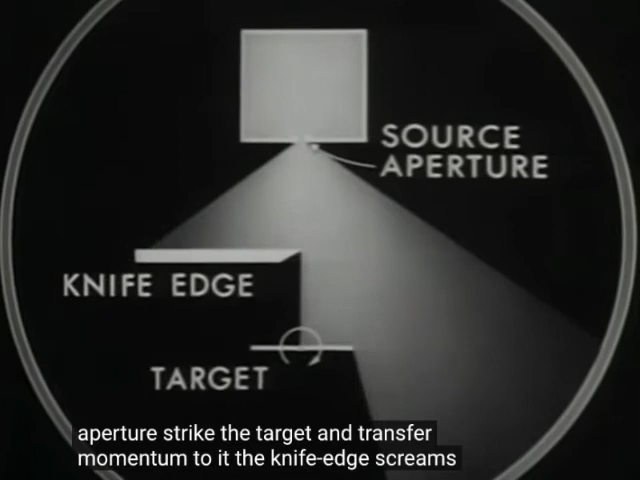 SOURCE
APERTURE
KNIFE EDGE
TARGET
aperture strike the target and transfer
momentum to it the knife-edge screams